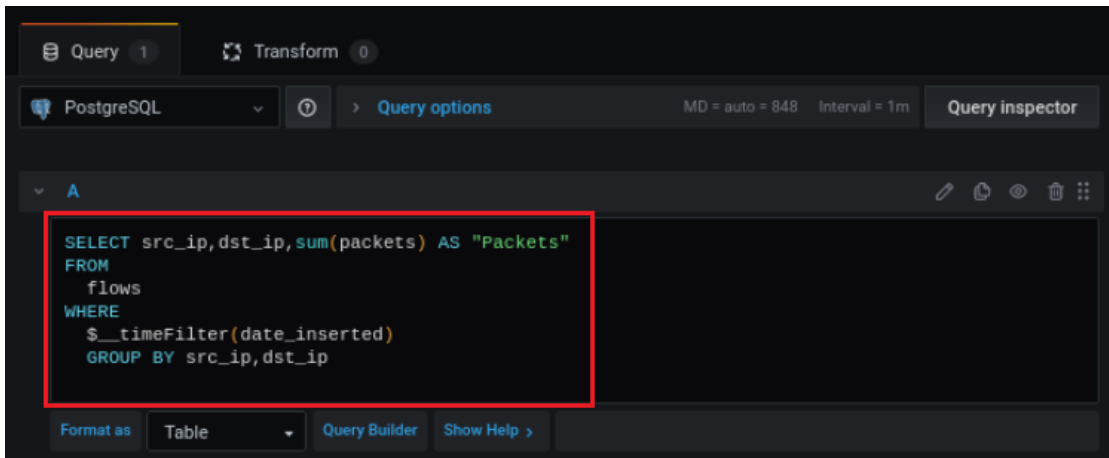 Query 1 Transform 0
PostgreSQL Query options MD = auto = 848 Interval = 1m Query inspector
A
SELECT src_ip,dst_ip,sum(packets) AS "Packets"
FROM
flows
WHERE
$__timeFilter(date_inserted)
GROUP BY src_ip,dst_ip
Format as Table Query Builder Show Help >